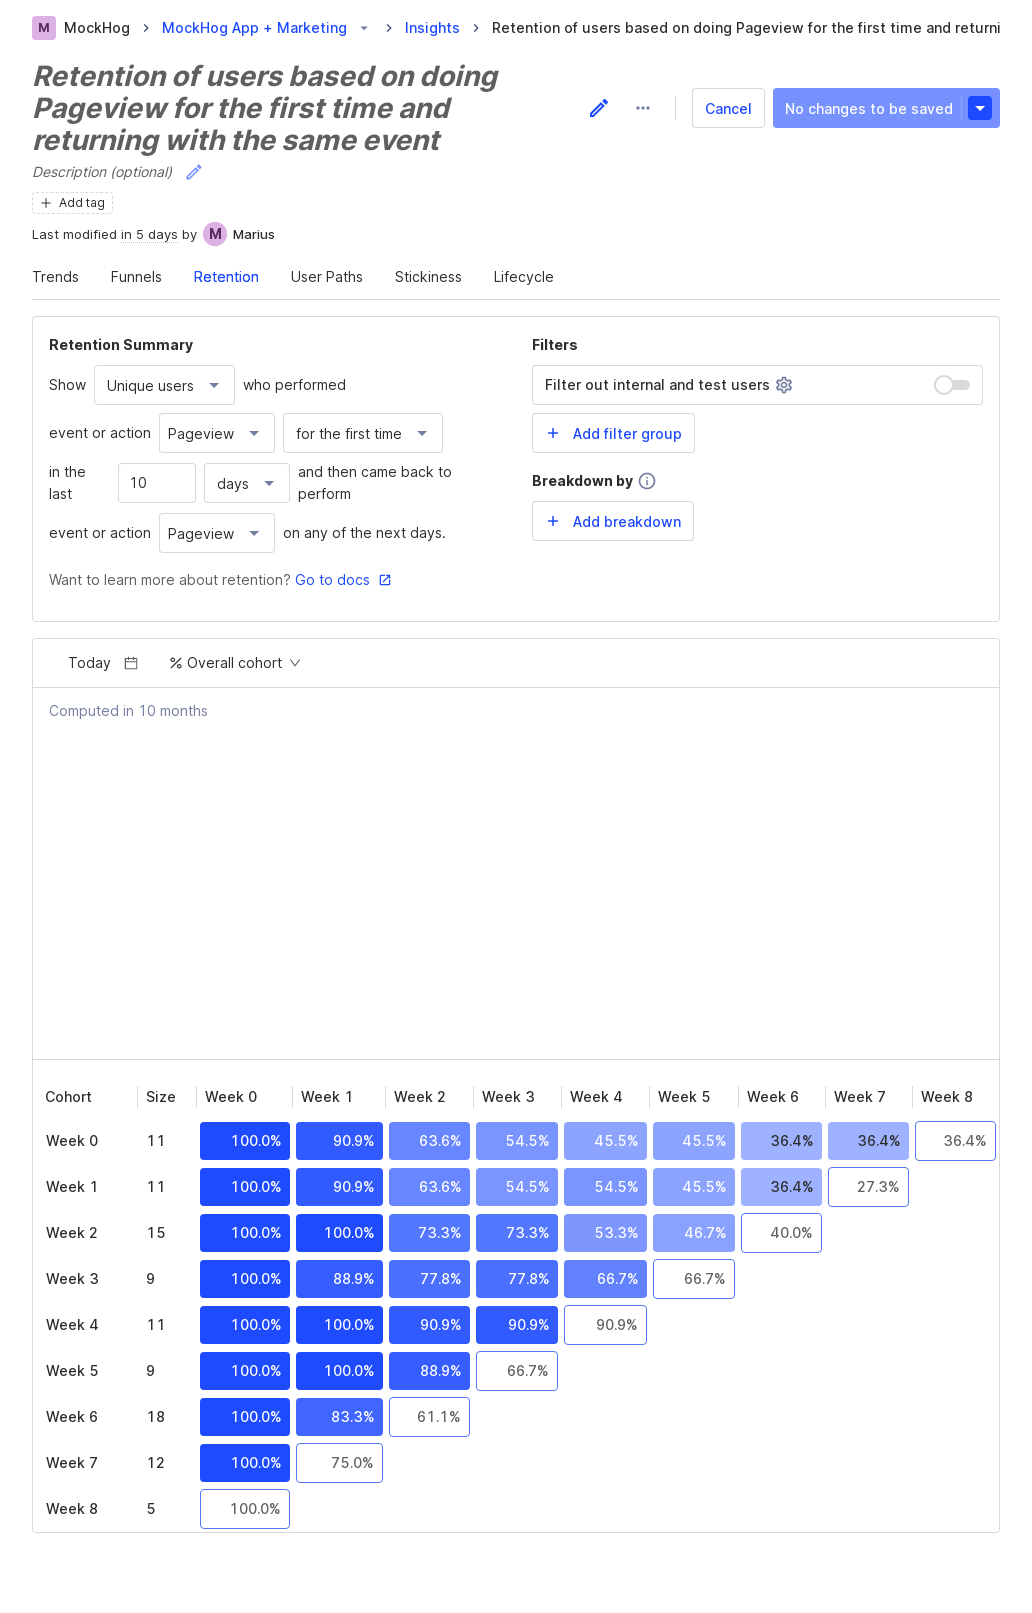 M MockHog > MockHog App + Marketing > Insights > Retention of users based on doing Pageview for the first time and returni
Retention of users based on doing
Pageview for the first time and
returning with the same event
Cancel
No changes to be saved
Description (optional)
+ Add tag
Last modified in 5 days by M Marius
Trends Funnels Retention User Paths Stickiness Lifecycle
Retention Summary
Show Unique users who performed
event or action Pageview for the first time
in the last 10 days and then came back to perform
event or action Pageview on any of the next days.
Want to learn more about retention? Go to docs
Filters
Filter out internal and test users
+ Add filter group
Breakdown by
+ Add breakdown
Today % Overall cohort
Computed in 10 months
Cohort Size Week 0 Week 1 Week 2 Week 3 Week 4 Week 5 Week 6 Week 7 Week 8
Week 0 11 100.0% 90.9% 63.6% 54.5% 45.5% 45.5% 36.4% 36.4% 36.4%
Week 1 11 100.0% 90.9% 63.6% 54.5% 54.5% 45.5% 36.4% 27.3%
Week 2 15 100.0% 100.0% 73.3% 73.3% 53.3% 46.7% 40.0%
Week 3 9 100.0% 88.9% 77.8% 77.8% 66.7% 66.7%
Week 4 11 100.0% 100.0% 90.9% 90.9% 90.9%
Week 5 9 100.0% 100.0% 88.9% 66.7%
Week 6 18 100.0% 83.3% 61.1%
Week 7 12 100.0% 75.0%
Week 8 5 100.0%